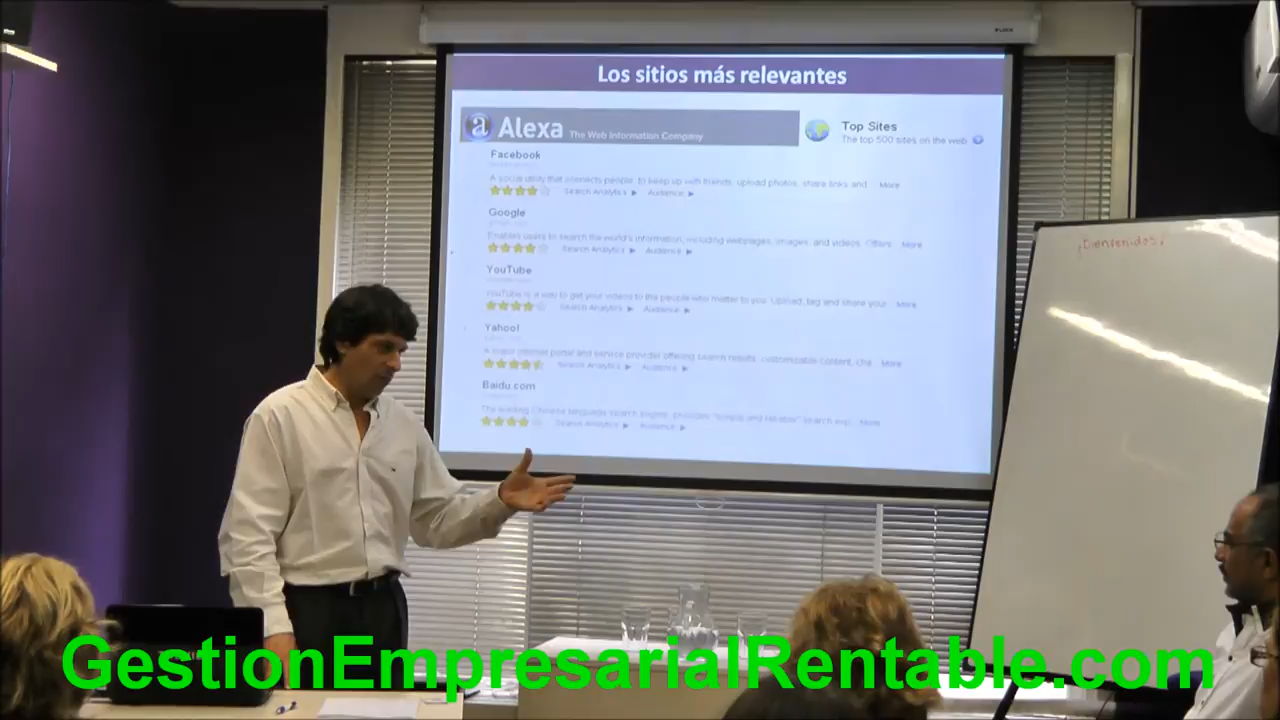 Los sitios más relevantes
Alexa The Web Information Company
Top Sites
The top 500 sites on the web
Facebook
A social utility that connects people, to keep up with friends, upload photos, share links and ... More
Search Analytics ▶ Audience ▶
Google
Enables users to search the world's information, including webpages, images, and videos. Offers... More
Search Analytics ▶ Audience ▶
YouTube
YouTube is a way to get your videos to the people who matter to you. Upload, tag and share your... More
Search Analytics ▶ Audience ▶
Yahoo!
A major internet portal and service provider offering search results, customizable content, cha... More
Search Analytics ▶ Audience ▶
Baidu.com
The leading Chinese language search engine, provides "simple and reliable" search exp... More
Search Analytics ▶ Audience ▶
¡Bienvenidos!
GestionEmpresarialRentable.com